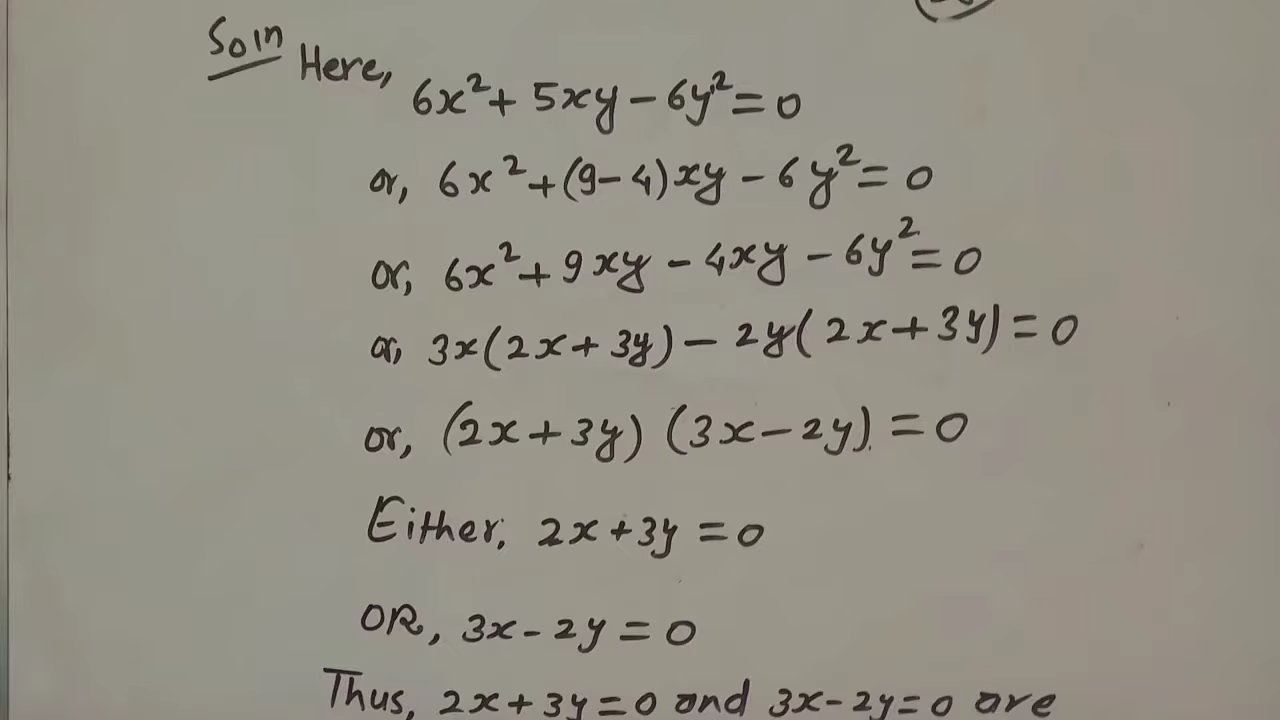 Soln Here,
6x²+ 5xy - 6y²= 0
or, 6x²+(9-4)xy - 6y²= 0
or, 6x²+ 9xy - 4xy - 6y²= 0
or, 3x(2x+3y) - 2y(2x+3y) = 0
or, (2x+3y) (3x-2y) = 0
Either, 2x+3y = 0
OR, 3x-2y = 0
Thus, 2x+3y=0 and 3x-2y=0 are